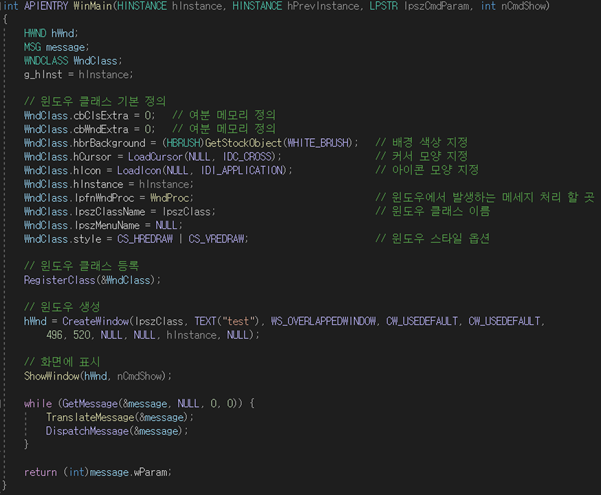 int APIENTRY WinMain(HINSTANCE hInstance, HINSTANCE hPrevInstance, LPSTR lpszCmdParam, int nCmdShow)
{
HWND hWnd;
MSG message;
WNDCLASS WndClass;
g_hInst = hInstance;
// 윈도우 클래스 기본 정의
WndClass.cbClsExtra = 0; // 여분 메모리 정의
WndClass.cbWndExtra = 0; // 여분 메모리 정의
WndClass.hbrBackground = (HBRUSH)GetStockObject(WHITE_BRUSH); // 배경 색상 지정
WndClass.hCursor = LoadCursor(NULL, IDC_CROSS); // 커서 모양 지정
WndClass.hIcon = LoadIcon(NULL, IDI_APPLICATION); // 아이콘 모양 지정
WndClass.hInstance = hInstance;
WndClass.lpfnWndProc = WndProc; // 윈도우에서 발생하는 메세지 처리 할 곳
WndClass.lpszClassName = lpszClass; // 윈도우 클래스 이름
WndClass.lpszMenuName = NULL;
WndClass.style = CS_HREDRAW | CS_VREDRAW; // 윈도우 스타일 옵션
// 윈도우 클래스 등록
RegisterClass(&WndClass);
// 윈도우 생성
hWnd = CreateWindow(lpszClass, TEXT("test"), WS_OVERLAPPEDWINDOW, CW_USEDEFAULT, CW_USEDEFAULT,
496, 520, NULL, NULL, hInstance, NULL);
// 화면에 표시
ShowWindow(hWnd, nCmdShow);
while (GetMessage(&message, NULL, 0, 0)) {
TranslateMessage(&message);
DispatchMessage(&message);
}
return (int)message.wParam;
}